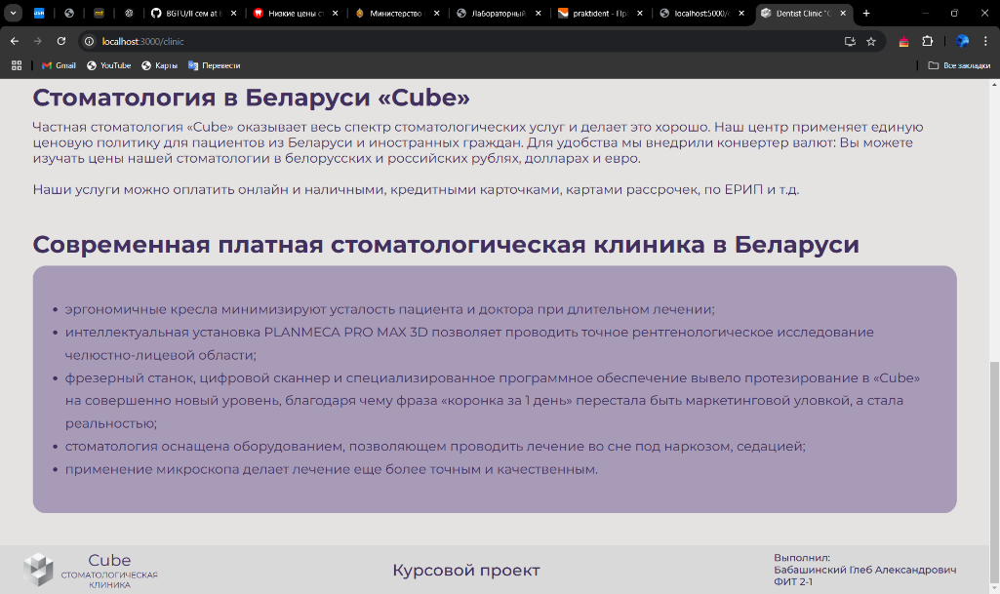 BGTU/II сем at
Низкие цены
Министерство
Лабораторный
praktident - Пр
localhost:5000/
Dentist Clinic "C
localhost:3000/clinic
Gmail
YouTube
Карты
Перевести
Все закладки
Стоматология в Беларуси «Cube»
Частная стоматология «Cube» оказывает весь спектр стоматологических услуг и делает это хорошо. Наш центр применяет единую
ценовую политику для пациентов из Беларуси и иностранных граждан. Для удобства мы внедрили конвертер валют: Вы можете
изучать цены нашей стоматологии в белорусских и российских рублях, долларах и евро.
Наши услуги можно оплатить онлайн и наличными, кредитными карточками, картами рассрочек, по ЕРИП и т.д.
Современная платная стоматологическая клиника в Беларуси
• эргономичные кресла минимизируют усталость пациента и доктора при длительном лечении;
• интеллектуальная установка PLANMECA PRO MAX 3D позволяет проводить точное рентгенологическое исследование
челюстно-лицевой области;
• фрезерный станок, цифровой сканнер и специализированное программное обеспечение вывело протезирование в «Cube»
на совершенно новый уровень, благодаря чему фраза «коронка за 1 день» перестала быть маркетинговой уловкой, а стала
реальностью;
• стоматология оснащена оборудованием, позволяющем проводить лечение во сне под наркозом, седацией;
• применение микроскопа делает лечение еще более точным и качественным.
Cube
СТОМАТОЛОГИЧЕСКАЯ
КЛИНИКА
Курсовой проект
Выполнил:
Бабашинский Глеб Александрович
ФИТ 2-1